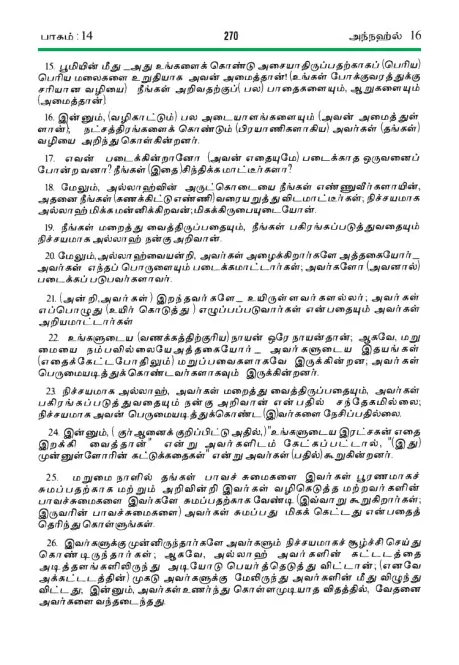 பாகம் : 14 270 அந்நஹ்ல் 16
15. பூமியின் மீது _அது உங்களைக் கொண்டு அசையாதிருப்பதற்காகப் (பெரிய)
பெரிய மலைகளை உறுதியாக அவன் அமைத்தான்! (உங்கள் போக்குவரத்துக்கு
சரியான வழியை) நீங்கள் அறிவதற்குப்( பல) பாதைகளையும், ஆறுகளையும்
(அமைத்தான்)
16. இன்னும், (வழிகாட்டும்) பல அடையாளங்களையும் (அவன் அமைத்துள்
ளான்); நட்சத்திரங்களைக் கொண்டும் (பிரயாணிகளாகிய) அவர்கள் (தங்கள்)
வழியை அறிந்து கொள்கின்றனர்.
17. எவன் படைக்கின்றானோ (அவன் எதையுமே) படைக்காத ஒருவனைப்
போன்றவனா? நீங்கள் (இதை)சிந்திக்கமாட்டீர்களா?
18. மேலும், அல்லாஹ்வின் அருட்கொடையை நீங்கள் எண்ணுவீர்களாயின்,
அதனை நீங்கள்(கணக்கிட்டுஎண்ணி)வரையறுத்துவிடமாட்டீர்கள்; நிச்சயமாக
அல்லாஹ் மிக்க மன்னிக்கிறவன்;மிகக்கிருபையுடையோன்.
19. நீங்கள் மறைத்து வைத்திருப்பதையும், நீங்கள் பகிரங்கப்படுத்துவதையும்
நிச்சயமாக அல்லாஹ் நன்கு அறிவான்.
20. மேலும்,அல்லாஹ்வையன்றி, அவர்கள் அழைக்கிறார்களே அத்தகையோர்_
அவர்கள் எந்தப் பொருளையும் படைக்கமாட்டார்கள்; அவர்களோ (அவனால்)
படைக்கப்படுபவர்களாவர்.
21. (அன்றி,அவர்கள்) இறந்தவர்களே_ உயிருள்ளவர்களல்லர்; அவர்கள்
எப்பொழுது (உயிர் கொடுத்து ) எழுப்பப்படுவார்கள் என்பதையும் அவர்கள்
அறியமாட்டார்கள்
22. உங்களுடைய (வணக்கத்திற்குரிய) நாயன் ஒரே நாயன்தான்; ஆகவே, மறு
மையை நம்பவில்லையேஅத்தகையோர்_ அவர்களுடைய இதயங்கள்
(எதைக்கேட்டபோதிலும்) மறுப்பவைகளாகவே இருக்கின்றன; அவர்கள்
பெருமையடித்துக்கொண்டவர்களாகவும் இருக்கின்றனர்.
23. நிச்சயமாக அல்லாஹ், அவர்கள் மறைத்து வைத்திருப்பதையும், அவர்கள்
பகிரங்கப்படுத்துவதையும் நன்கு அறிவான் என்பதில் சந்தேகமில்லை;
நிச்சயமாக அவன் பெருமையடித்துக்கொண்ட(இ)வர்களை நேசிப்பதில்லை.
24. இன்னும், ( குர்ஆனைக்குறிப்பிட்டு அதில்,) "உங்களுடைய இரட்சகன் எதை
இறக்கி வைத்தான்" என்று அவர்களிடம் கேட்கப்பட்டால், "(இது)
முன்னுள்ளோரின் கட்டுக்கதைகள்" என்று அவர்கள் (பதில்)கூறுகின்றனர்.
25. மறுமை நாளில் தங்கள் பாவச் சுமைகளை இவர்கள் பூரணமாகச்
சுமப்பதற்காக மற்றும் அறிவின்றி இவர்கள் வழிகெடுத்த மற்றவர்களின்
பாவச்சுமைகளை இவர்களே சுமப்பதற்காகவேண்டி (இவ்வாறு கூறுகிறார்கள்;
இருவரின் பாவச்சுமைகளை) அவர்கள் சுமப்பது மிகக் கெட்டது என்பதைத்
தெரிந்துகொள்ளுங்கள்.
26. இவர்களுக்குமுன்னிருந்தார்களே அவர்களும் நிச்சயமாகச் சூழ்ச்சி செய்து
கொண்டிருந்தார்கள்; ஆகவே, அல்லாஹ் அவர்களின் கட்டடத்தை
அடித்தளங்களிலிருந்து அடியோடு பெயர்த்தெடுத்து விட்டான்; (எனவே
அக்கட்டடத்தின்) முகடு அவர்களுக்கு மேலிருந்து அவர்களின் மீது விழுந்து
விட்டது; இன்னும், அவர்கள்உணர்ந்து கொள்ளமுடியாத விதத்தில், வேதனை
அவர்களை வந்தடைந்தது.